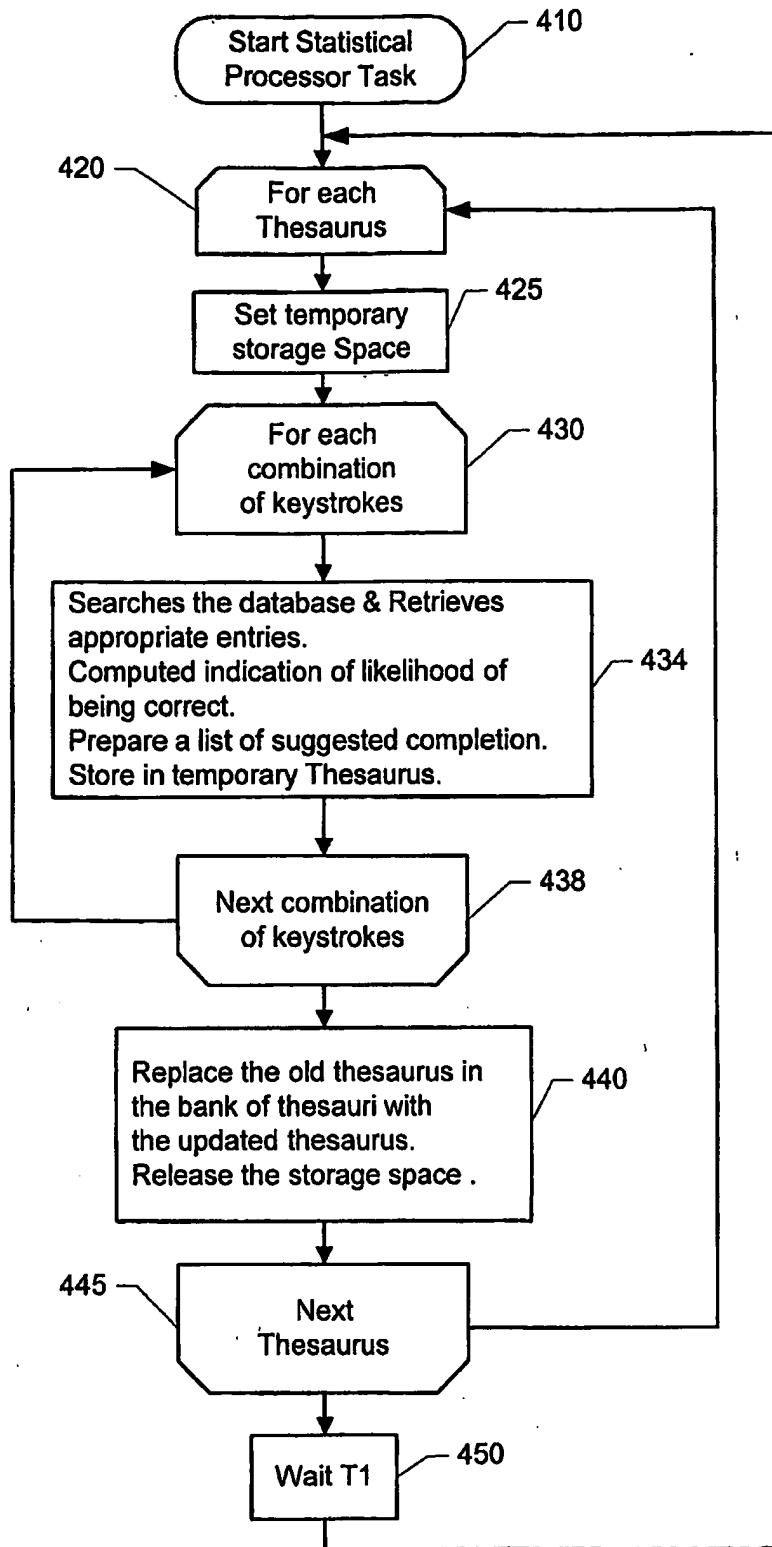 Start Statistical
Processor Task
410
420
For each
Thesaurus
425
Set temporary
storage Space
For each
combination
of keystrokes
430
Searches the database & Retrieves
appropriate entries.
Computed indication of likelihood of
being correct.
Prepare a list of suggested completion.
Store in temporary Thesaurus.
434
Next combination
of keystrokes
438
Replace the old thesaurus in
the bank of thesauri with
the updated thesaurus.
Release the storage space .
440
445
Next
Thesaurus
Wait T1
450